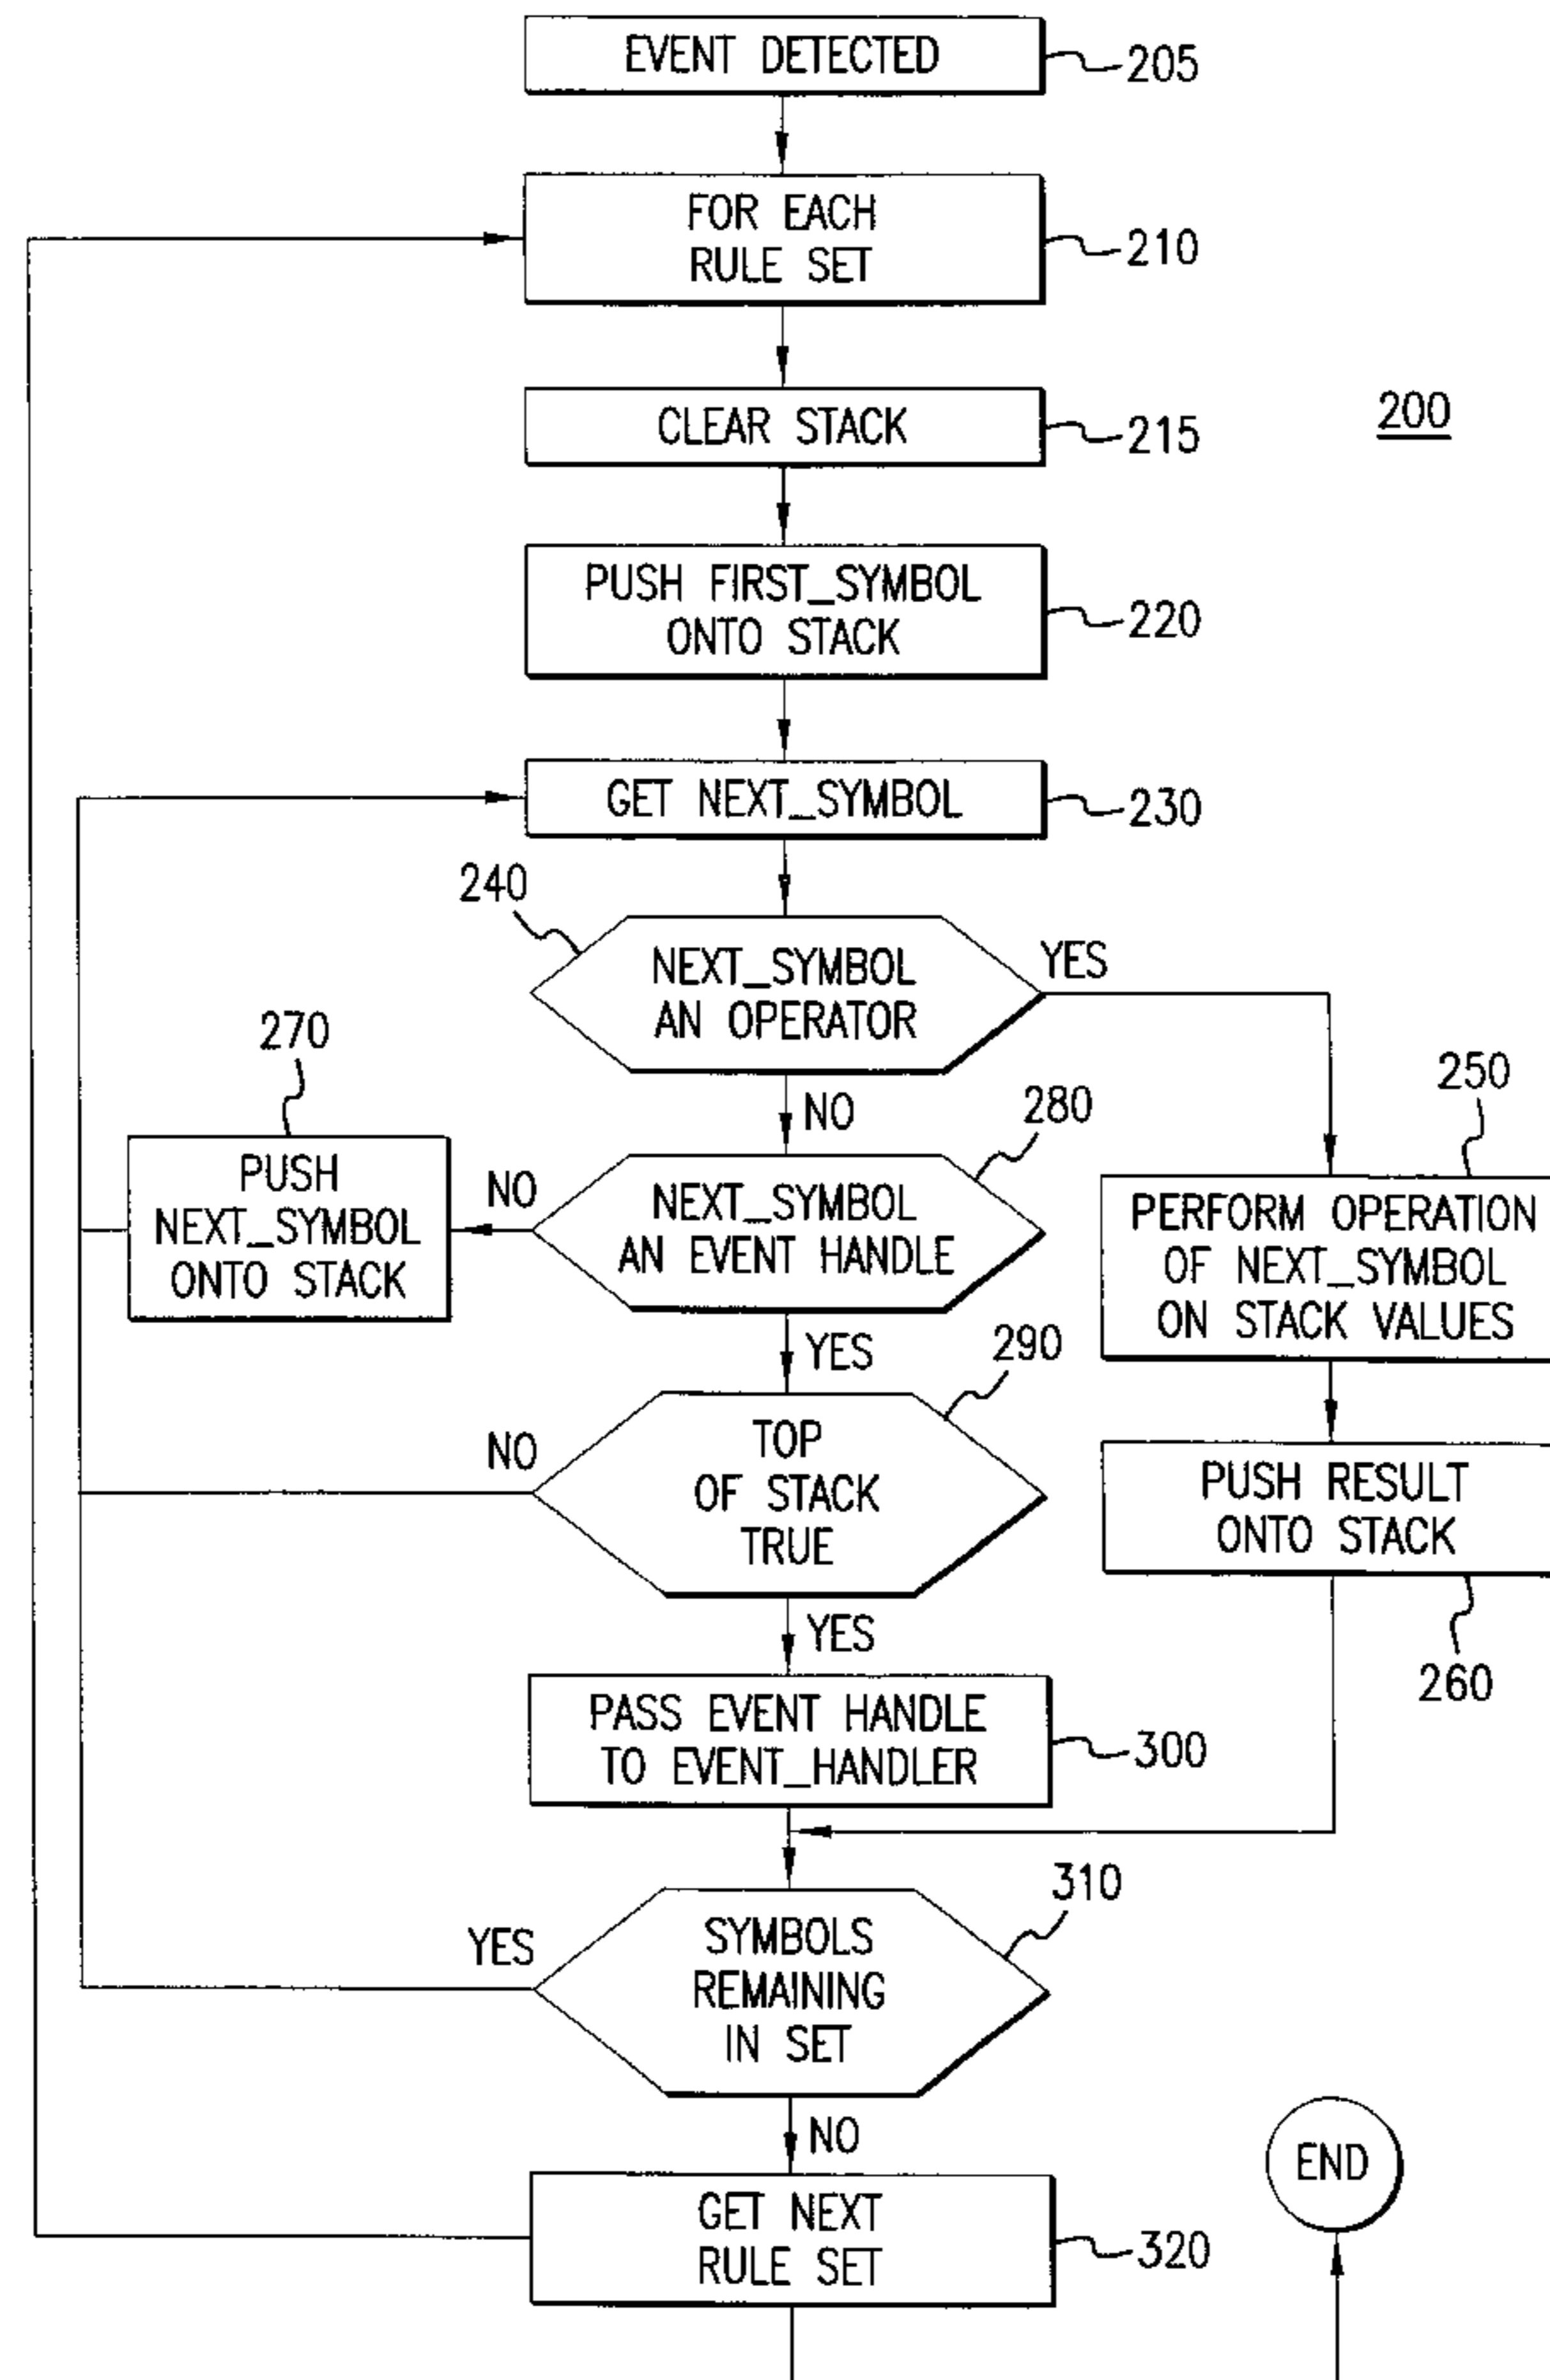 EVENT DETECTED
205
FOR EACH
RULE SET
210
CLEAR STACK
215
200
PUSH FIRST_SYMBOL
ONTO STACK
220
GET NEXT_SYMBOL
230
240
NEXT_SYMBOL
AN OPERATOR
YES
NO
270
PUSH
NEXT_SYMBOL
ONTO STACK
NO
280
NEXT_SYMBOL
AN EVENT HANDLE
250
PERFORM OPERATION
OF NEXT_SYMBOL
ON STACK VALUES
YES
290
NO
TOP
OF STACK
TRUE
PUSH RESULT
ONTO STACK
260
YES
PASS EVENT HANDLE
TO EVENT_HANDLER
300
310
YES
SYMBOLS
REMAINING
IN SET
NO
END
GET NEXT
RULE SET
320